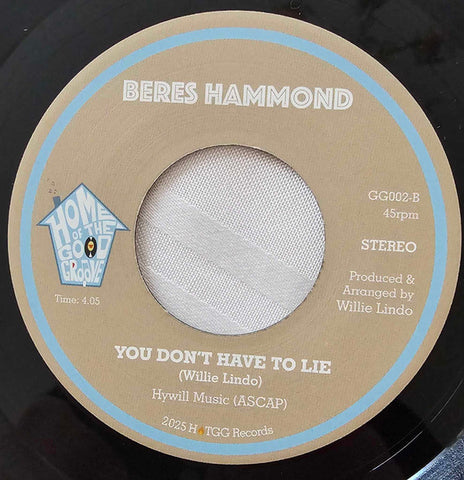 BERES HAMMOND
GG002-B
45rpm
STEREO
Produced &
Arranged by
Willie Lindo
HOME
OF THE
GOOD
GROOVE
Time: 4.05
YOU DON'T HAVE TO LIE
(Willie Lindo)
Hywill Music (ASCAP)
2025 HOTGG Records